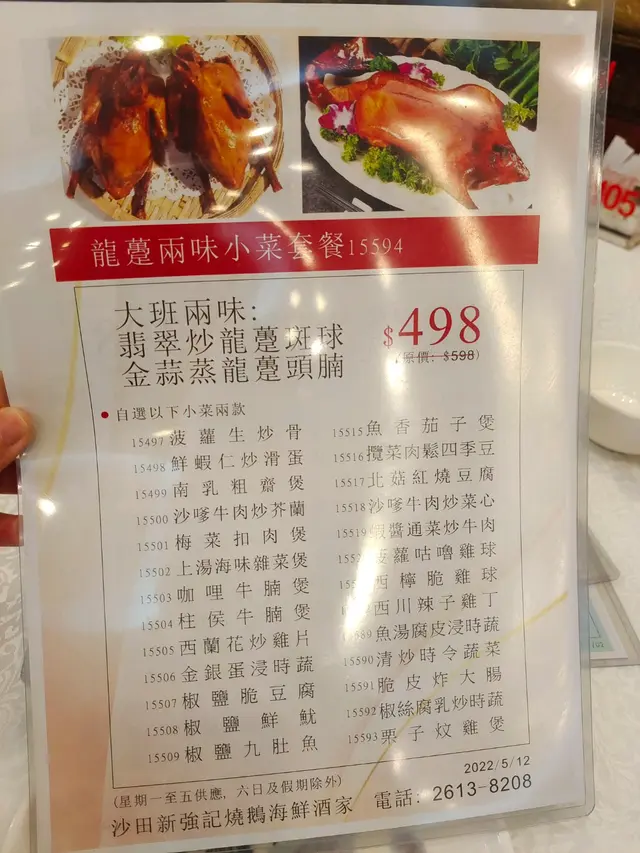 龍躉兩味小菜套餐15594
大班兩味:
翡翠炒龍躉斑球
金蒜蒸龍躉頭腩
$498
(原價: $598)
自選以下小菜兩款
15497 菠蘿生炒骨
15498 鮮蝦仁炒滑蛋
15499 南乳粗齋煲
15500 沙嗲牛肉炒芥蘭
15501 梅菜扣肉煲
15502 上湯海味雜菜煲
15503 咖哩牛腩煲
15504 柱侯牛腩煲
15505 西蘭花炒雞片
15506 金銀蛋浸時蔬
15507 椒鹽脆豆腐
15508 椒鹽鮮魷
15509 椒鹽九肚魚
15515 魚香茄子煲
15516 欖菜肉鬆四季豆
15517 北菇紅燒豆腐
15518 沙嗲牛肉炒菜心
15519 蝦醬通菜炒牛肉
菠蘿咕嚕雞球
西檸脆雞球
西川辣子雞丁
魚湯腐皮浸時蔬
15590 清炒時令蔬菜
15591 脆皮炸大腸
15592 椒絲腐乳炒時蔬
15593 栗子炆雞煲
(星期一至五供應, 六日及假期除外)
2022/5/12
沙田新強記燒鵝海鮮酒家 電話: 2613-8208
105